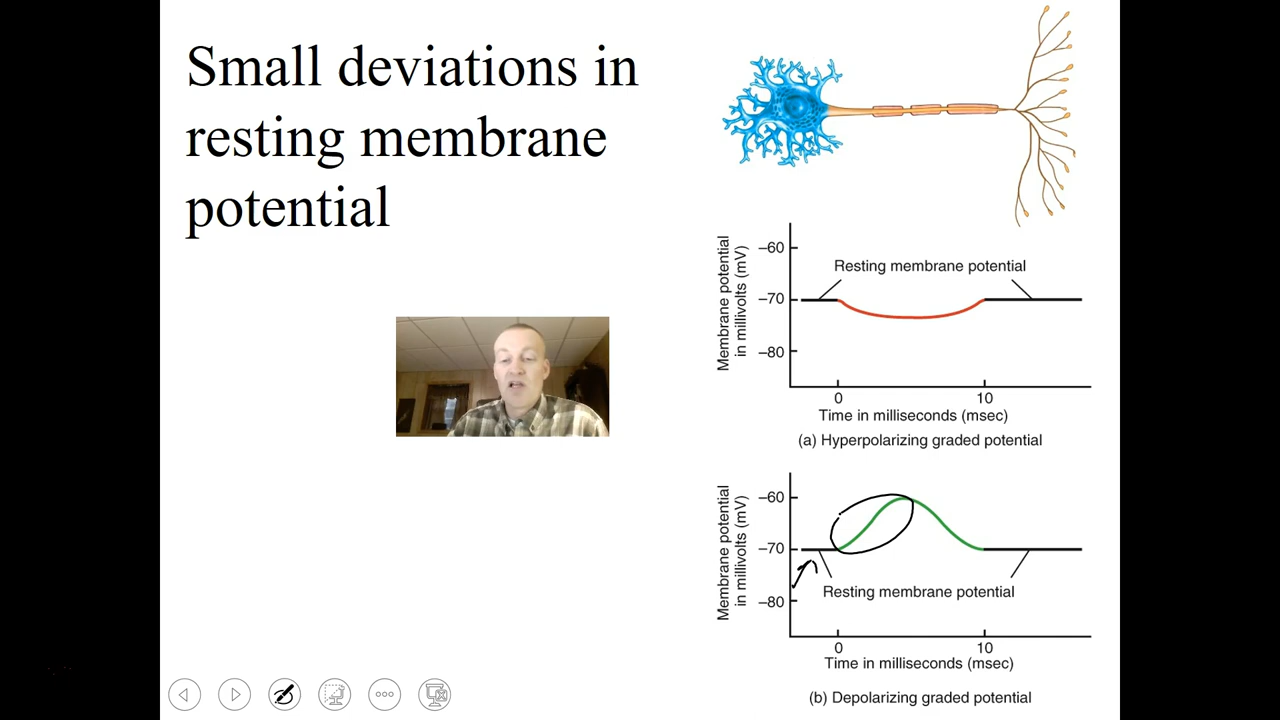 Small deviations in
resting membrane
potential
Membrane potential
in millivolts (mV)
–60
Resting membrane potential
–70
–80
0
10
Time in milliseconds (msec)
(a) Hyperpolarizing graded potential
Membrane potential
in millivolts (mV)
–60
–70
Resting membrane potential
–80
0
10
Time in milliseconds (msec)
(b) Depolarizing graded potential